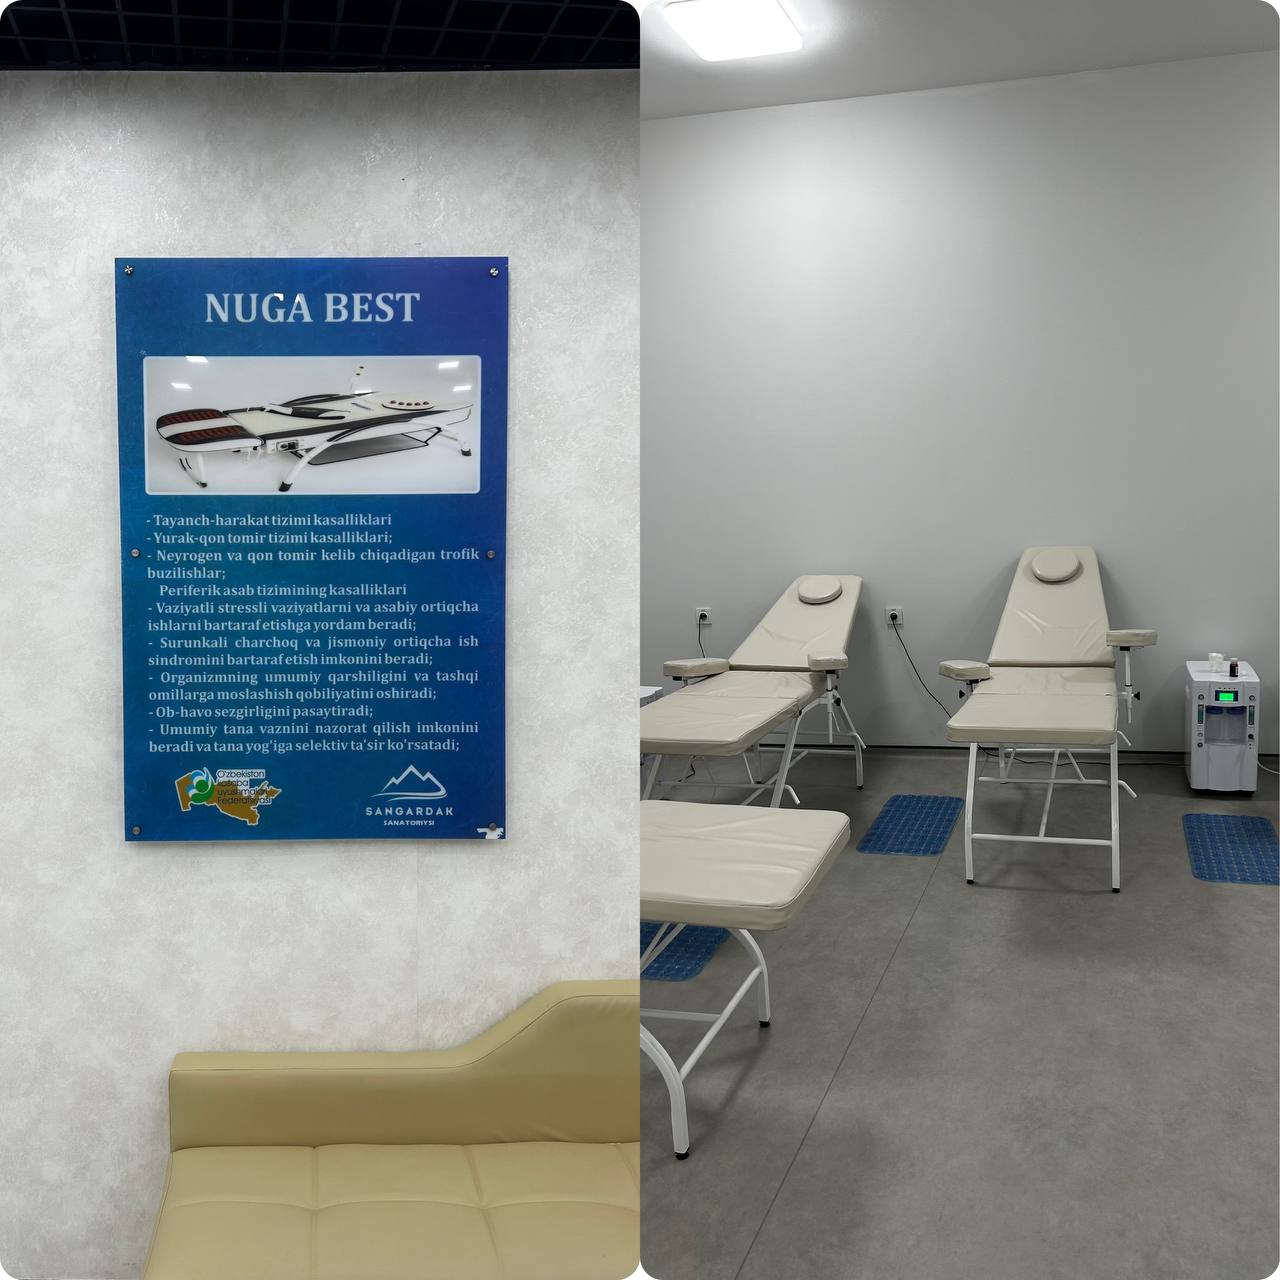 NUGA BEST
- Tayanch-harakat tizimi kasalliklari
- Yurak-qon tomir tizimi kasalliklari;
- Neyrogen va qon tomir kelib chiqadigan trofik
buzilishlar;
Periferik asab tizimining kasalliklari
- Vaziyatli stressli vaziyatlarni va asabiy ortiqcha
ishlarni bartaraf etishga yordam beradi;
- Surunkali charchoq va jismoniy ortiqcha ish
sindromini bartaraf etish imkonini beradi;
- Organizmning umumiy qarshiligini va tashqi
omillarga moslashish qobiliyatini oshiradi;
- Ob-havo sezgirligini pasaytiradi;
- Umumiy tana vaznini nazorat qilish imkonini
beradi va tana yog'iga selektiv ta'sir ko'rsatadi;
O'zbekiston
kasaba
uyushmalari
Federatsiyasi
SANGARDAK
SANATORIYSI